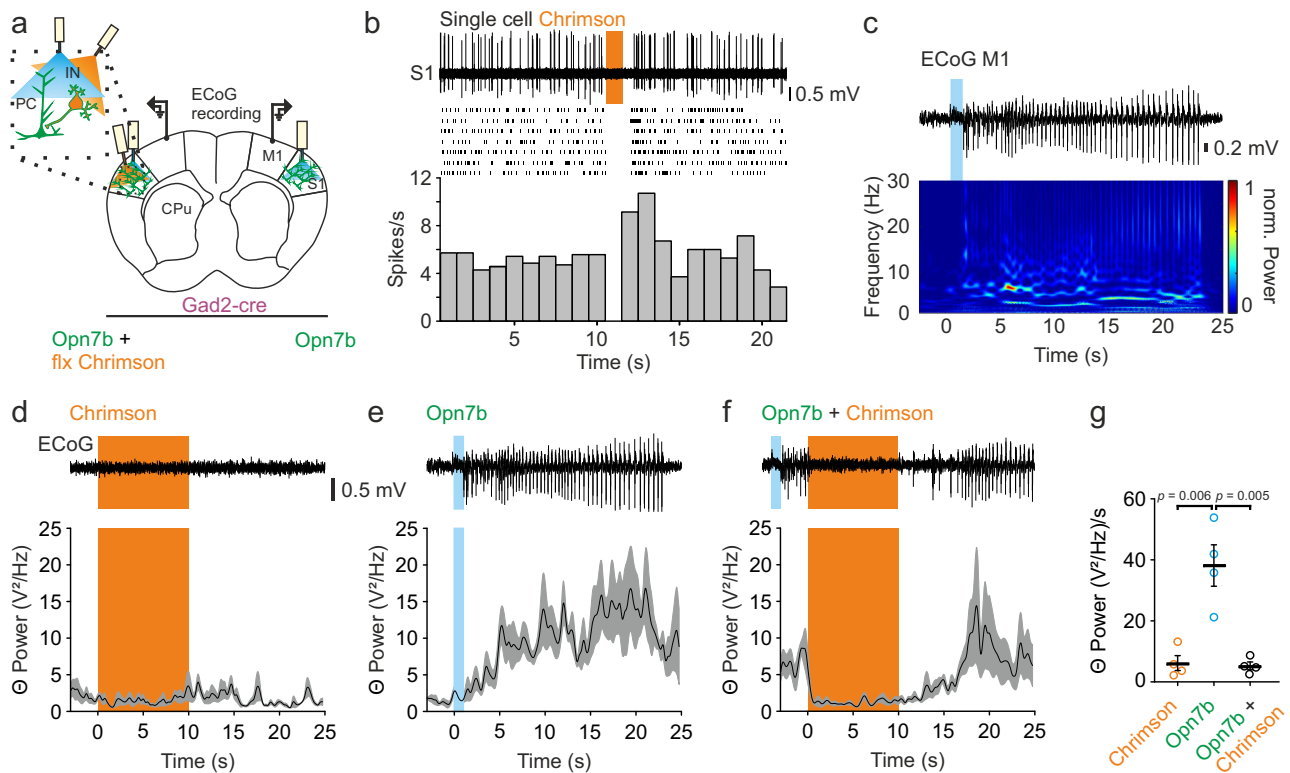 a
IN
PC
ECoG
recording
M1
S1
CPu
Gad2-cre
Opn7b +
flx Chrimson
Opn7b
b
Single cell Chrimson
S1
0.5 mV
12
8
4
0
Spikes/s
5
10
15
20
Time (s)
c
ECoG M1
0.2 mV
30
20
10
0
Frequency (Hz)
1
0
norm. Power
0
5
10
15
20
25
Time (s)
d
Chrimson
ECoG
0.5 mV
25
20
15
10
5
0
Θ Power (V²/Hz)
0
5
10
15
20
25
Time (s)
e
Opn7b
25
20
15
10
5
0
Θ Power (V²/Hz)
0
5
10
15
20
25
Time (s)
f
Opn7b + Chrimson
25
20
15
10
5
0
Θ Power (V²/Hz)
0
5
10
15
20
25
Time (s)
g
p = 0.006
p = 0.005
60
40
20
0
Θ Power (V²/Hz)/s
Chrimson
Opn7b
Opn7b +
Chrimson